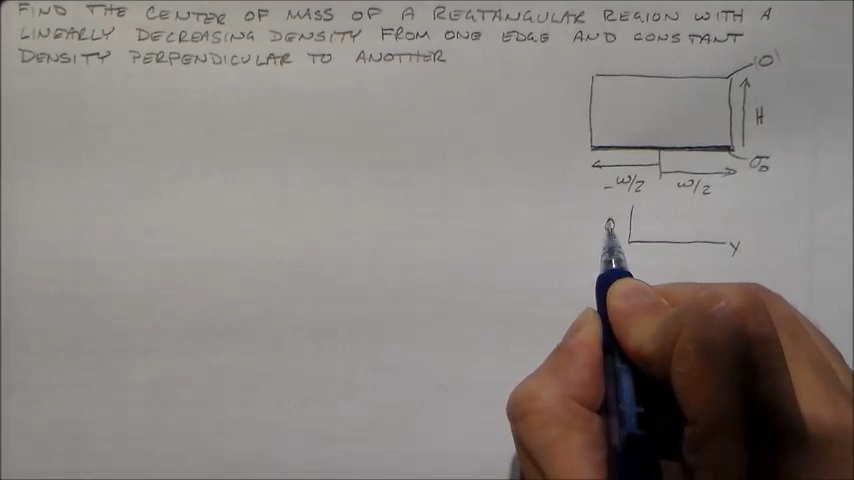 FIND THE CENTER OF MASS OF A RECTANGULAR REGION WITH A
LINEARLY DECREASING DENSITY FROM ONE EDGE AND CONSTANT
DENSITY PERPENDICULAR TO ANOTHER
H
σ₀
-W/2
W/2
Y